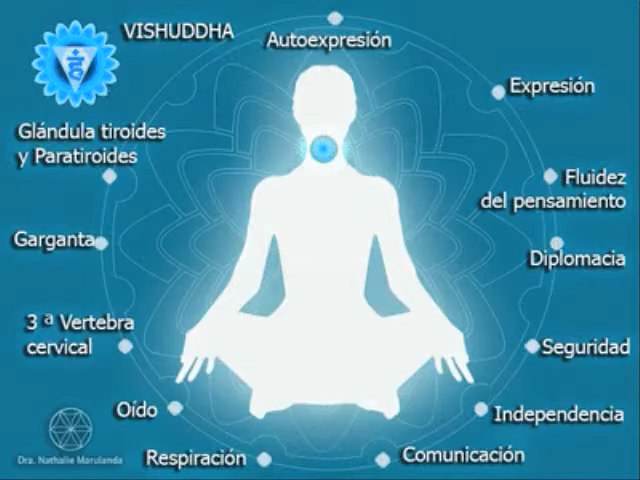 VISHUDDHA
Autoexpresión
Expresión
Glándula tiroides
y Paratiroides
Fluidez
del pensamiento
Garganta
Diplomacia
3 ª Vertebra
cervical
Seguridad
Oído
Independencia
Respiración
Comunicación
Dra. Nathalie Marulanda